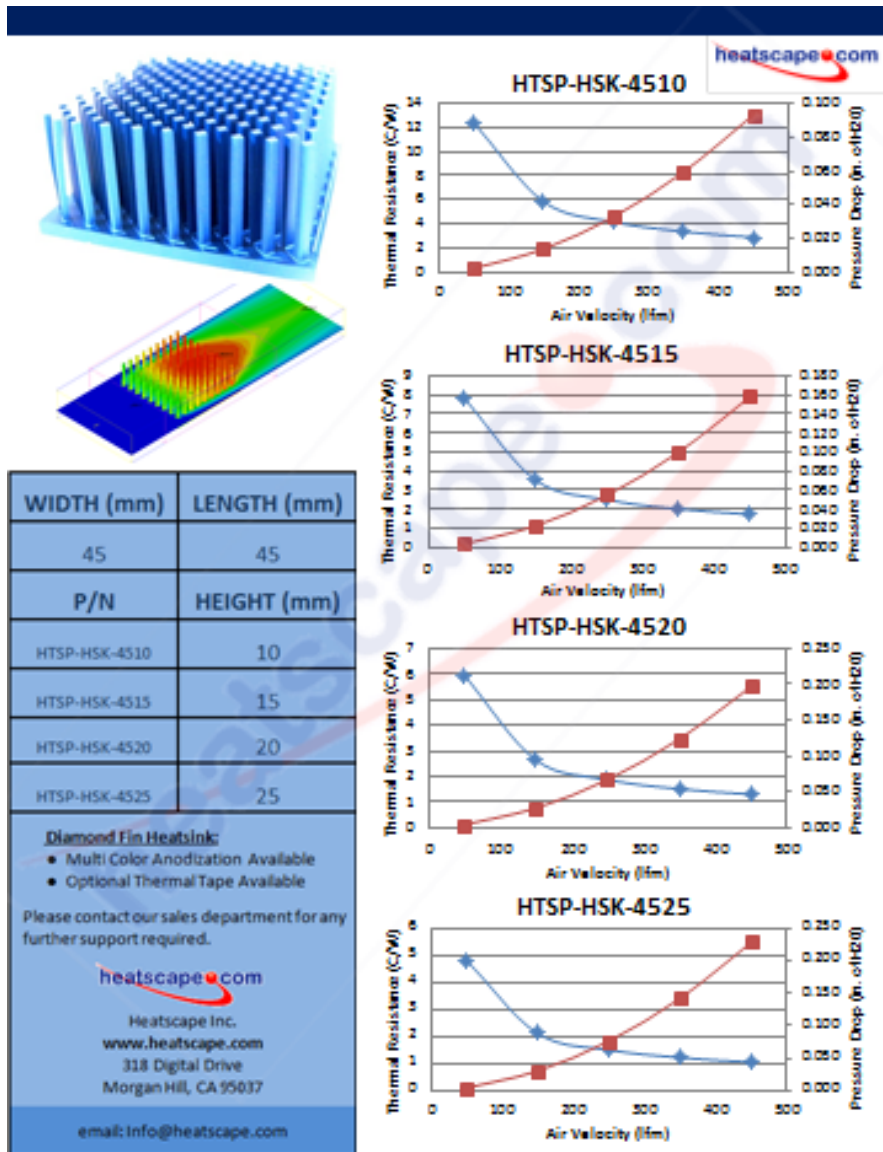 heatscape.com
WIDTH (mm) LENGTH (mm)
45 45
P/N HEIGHT (mm)
HTSP-HSK-4510 10
HTSP-HSK-4515 15
HTSP-HSK-4520 20
HTSP-HSK-4525 25
Diamond Fin Heatsink:
● Multi Color Anodization Available
● Optional Thermal Tape Available
Please contact our sales department for any
further support required.
heatscape.com
Heatscape Inc.
www.heatscape.com
318 Digital Drive
Morgan Hill, CA 95037
email: Info@heatscape.com
HTSP-HSK-4510
Thermal Resistance (C/W)
14
12
10
8
6
4
2
0
0 100 200 300 400 500
Air Velocity (lfm)
0.100
0.080
0.060
0.040
0.020
0.000
Pressure Drop (in. ofH20)
HTSP-HSK-4515
Thermal Resistance (C/W)
9
8
7
6
5
4
3
2
1
0
0 100 200 300 400 500
Air Velocity (lfm)
0.180
0.160
0.140
0.120
0.100
0.080
0.060
0.040
0.020
0.000
Pressure Drop (in. ofH20)
HTSP-HSK-4520
Thermal Resistance (C/W)
7
6
5
4
3
2
1
0
0 100 200 300 400 500
Air Velocity (lfm)
0.250
0.200
0.150
0.100
0.050
0.000
Pressure Drop (in. ofH20)
HTSP-HSK-4525
Thermal Resistance (C/W)
6
5
4
3
2
1
0
0 100 200 300 400 500
Air Velocity (lfm)
0.250
0.200
0.150
0.100
0.050
0.000
Pressure Drop (in. ofH20)
heatscape.com